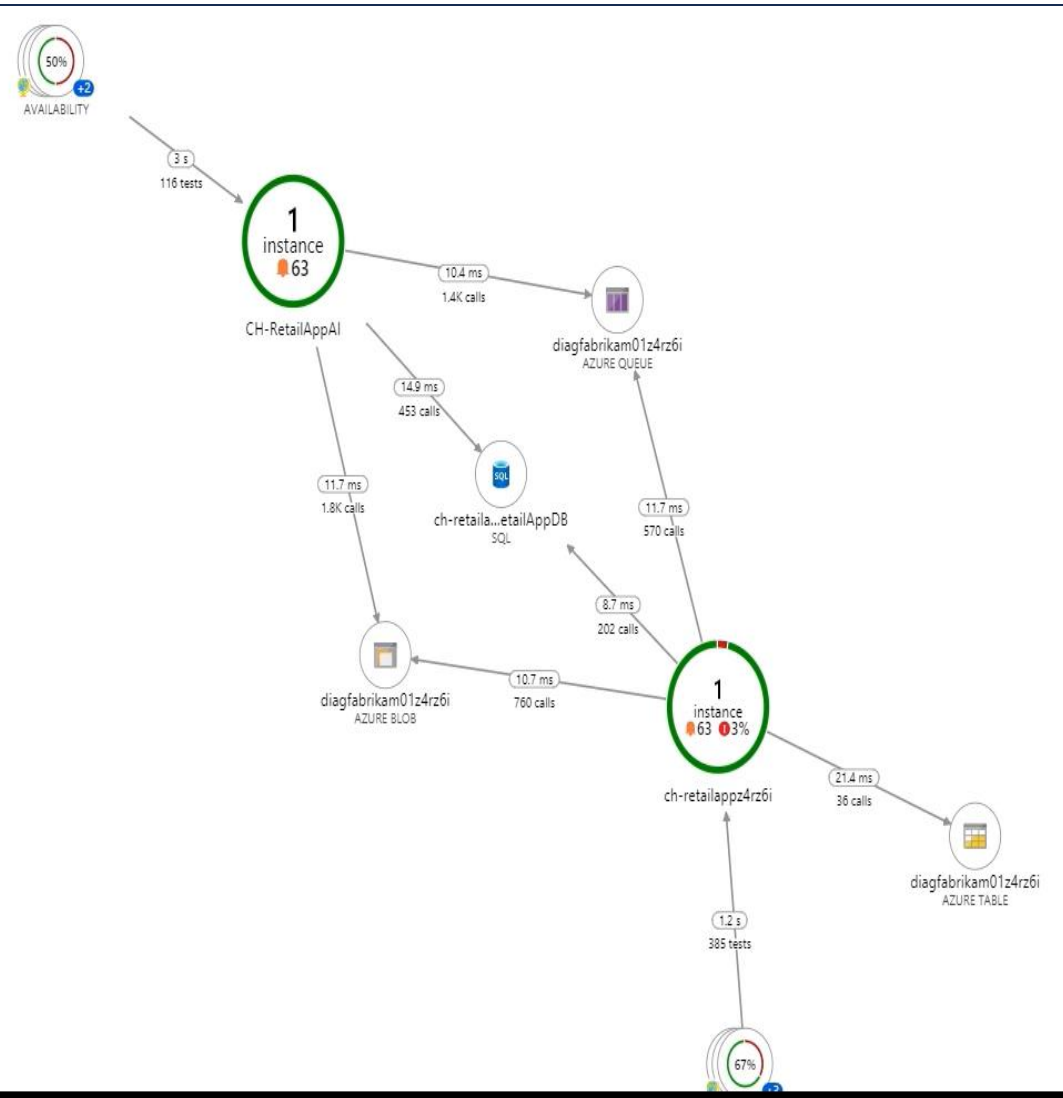 50%
+2
AVAILABILITY
3 s
116 tests
1
instance
63
CH-RetailAppAI
10.4 ms
1.4K calls
diagfabrikam01z4rz6i
AZURE QUEUE
14.9 ms
453 calls
11.7 ms
1.8K calls
SQL
ch-retaila...etailAppDB
SQL
11.7 ms
570 calls
8.7 ms
202 calls
diagfabrikam01z4rz6i
AZURE BLOB
10.7 ms
760 calls
1
instance
63 3%
ch-retailappz4rz6i
21.4 ms
36 calls
diagfabrikam01z4rz6i
AZURE TABLE
1.2 s
385 tests
67%
+3